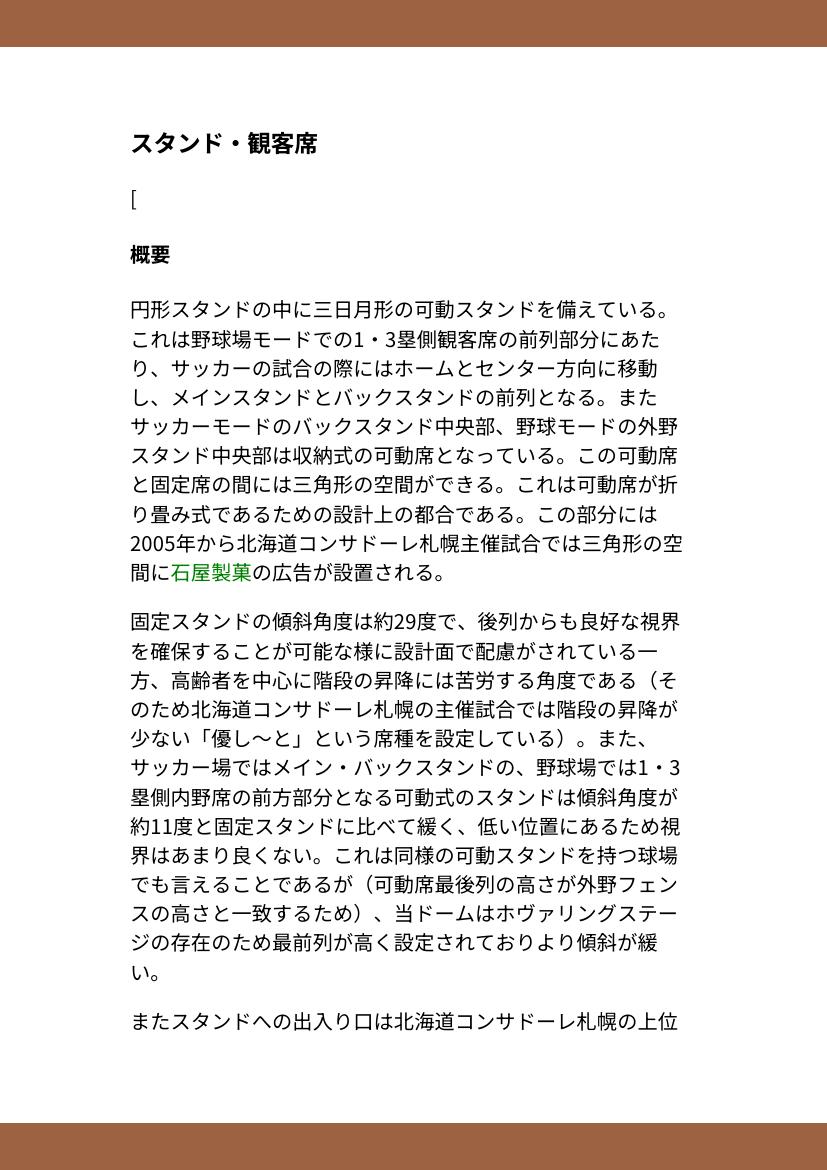 スタンド・観客席
[
概要
円形スタンドの中に三日月形の可動スタンドを備えている。
これは野球場モードでの1・3塁側観客席の前列部分にあた
り、サッカーの試合の際にはホームとセンター方向に移動
し、メインスタンドとバックスタンドの前列となる。また
サッカーモードのバックスタンド中央部、野球モードの外野
スタンド中央部は収納式の可動席となっている。この可動席
と固定席の間には三角形の空間ができる。これは可動席が折
り畳み式であるための設計上の都合である。この部分には
2005年から北海道コンサドーレ札幌主催試合では三角形の空
間に石屋製菓の広告が設置される。
固定スタンドの傾斜角度は約29度で、後列からも良好な視界
を確保することが可能な様に設計面で配慮がされている一
方、高齢者を中心に階段の昇降には苦労する角度である（そ
のため北海道コンサドーレ札幌の主催試合では階段の昇降が
少ない「優し〜と」という席種を設定している）。また、
サッカー場ではメイン・バックスタンドの、野球場では1・3
塁側内野席の前方部分となる可動式のスタンドは傾斜角度が
約11度と固定スタンドに比べて緩く、低い位置にあるため視
界はあまり良くない。これは同様の可動スタンドを持つ球場
でも言えることであるが（可動席最後列の高さが外野フェン
スの高さと一致するため）、当ドームはホヴァリングステー
ジの存在のため最前列が高く設定されておりより傾斜が緩
い。
またスタンドへの出入り口は北海道コンサドーレ札幌の上位